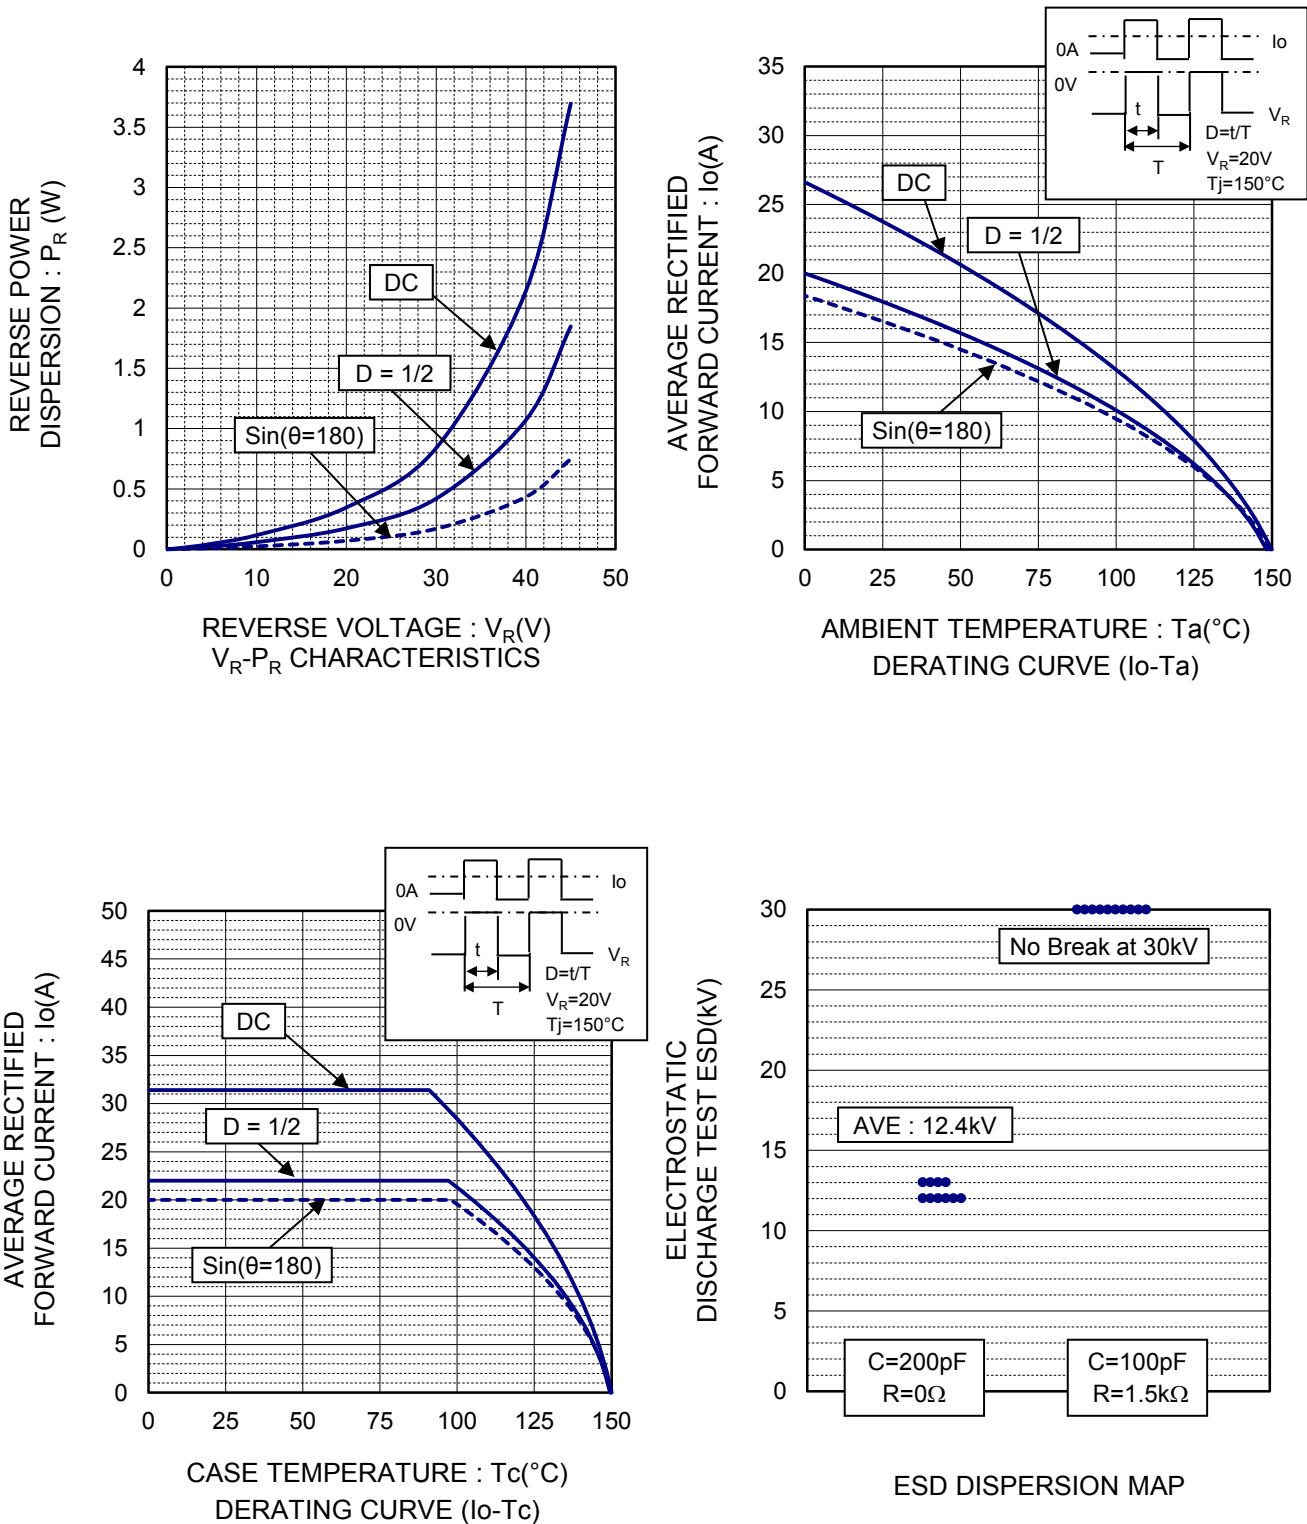 REVERSE POWER
DISPERSION : PR (W)
4
3.5
3
2.5
2
1.5
1
0.5
0
DC
D = 1/2
Sin(θ=180)
0 10 20 30 40 50
REVERSE VOLTAGE : VR(V)
VR-PR CHARACTERISTICS
AVERAGE RECTIFIED
FORWARD CURRENT : Io(A)
35
30
25
20
15
10
5
0
0A
Io
0V
t
VR
T
D=t/T
VR=20V
Tj=150°C
DC
D = 1/2
Sin(θ=180)
0 25 50 75 100 125 150
AMBIENT TEMPERATURE : Ta(°C)
DERATING CURVE (Io-Ta)
AVERAGE RECTIFIED
FORWARD CURRENT : Io(A)
50
45
40
35
30
25
20
15
10
5
0
0A
Io
0V
t
VR
T
D=t/T
VR=20V
Tj=150°C
DC
D = 1/2
Sin(θ=180)
0 25 50 75 100 125 150
CASE TEMPERATURE : Tc(°C)
DERATING CURVE (Io-Tc)
ELECTROSTATIC
DISCHARGE TEST ESD(kV)
30
25
20
15
10
5
0
No Break at 30kV
AVE : 12.4kV
C=200pF
R=0Ω
C=100pF
R=1.5kΩ
ESD DISPERSION MAP